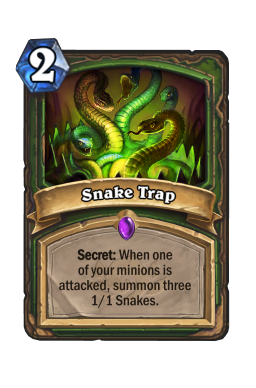 2
Snake Trap
Secret: When one
of your minions is
attacked, summon three
1/1 Snakes.